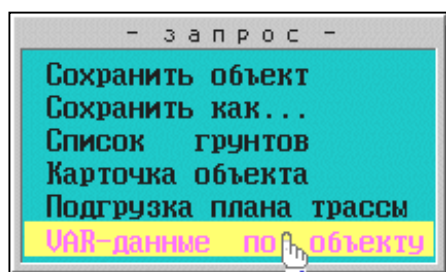 - запрос -
Сохранить объект
Сохранить как...
Список грунтов
Карточка объекта
Подгрузка плана трассы
VAR-данные по объекту